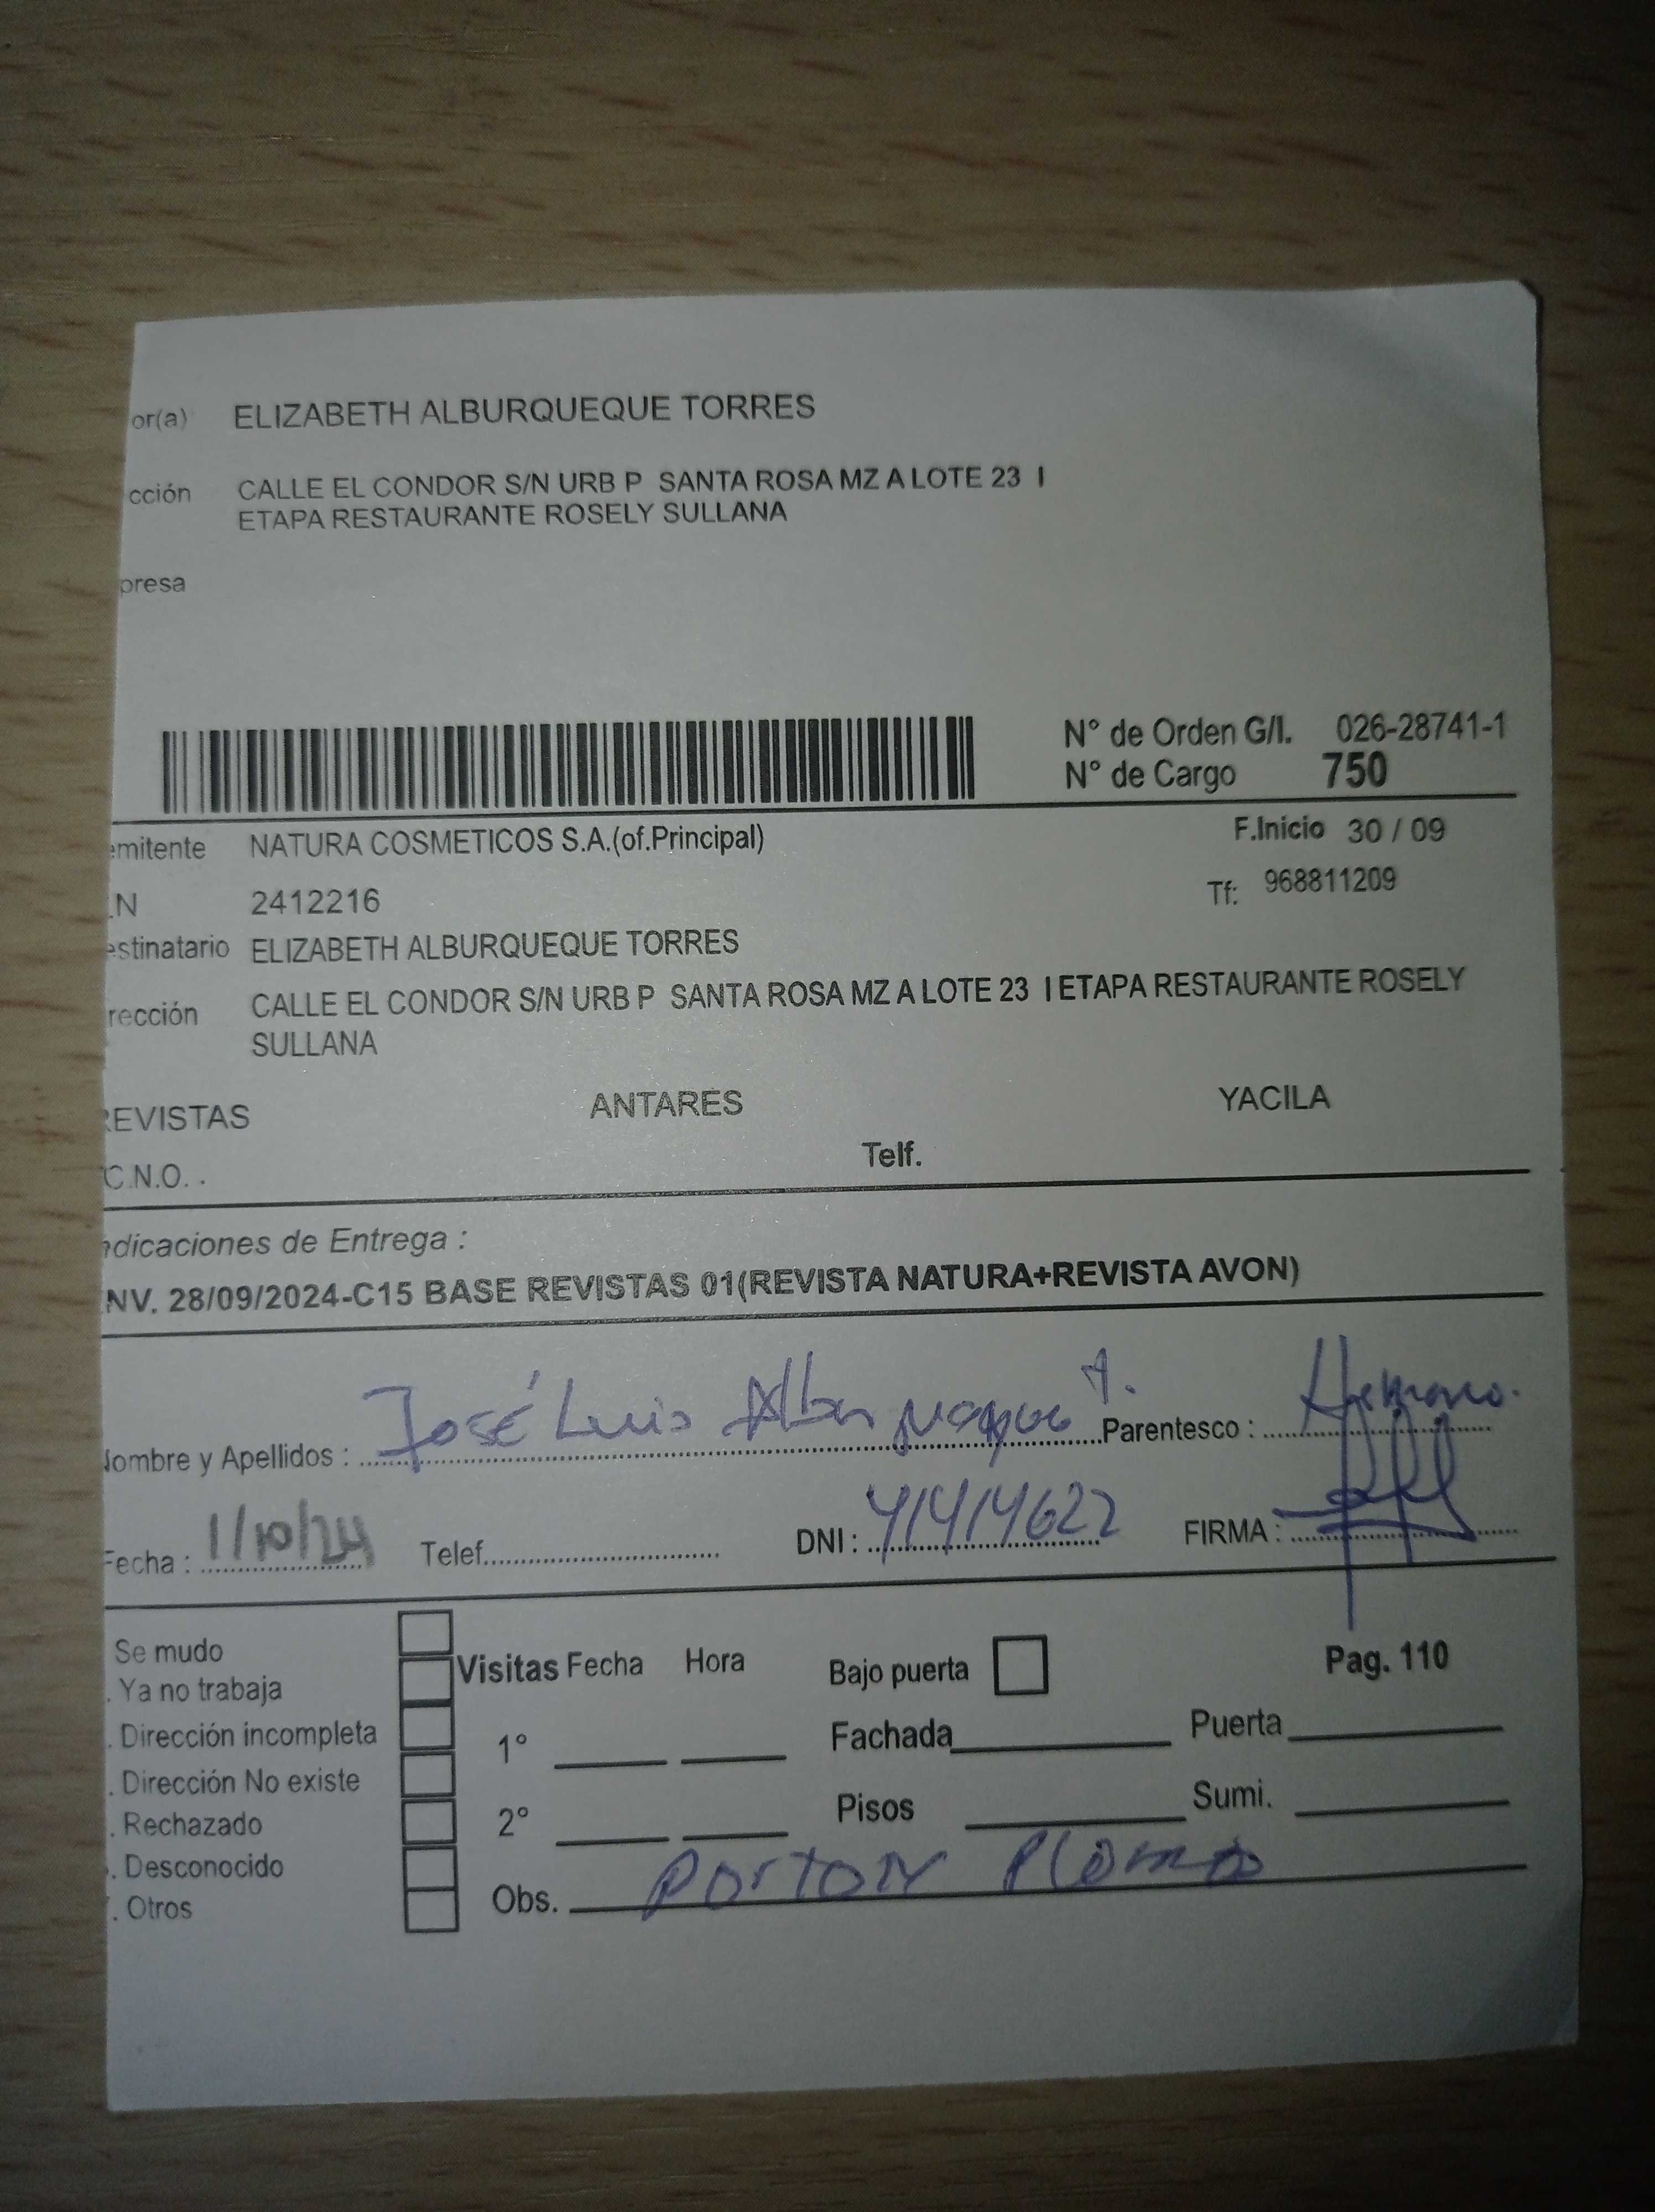 or(a) ELIZABETH ALBURQUEQUE TORRES
cción CALLE EL CONDOR S/N URB P SANTA ROSA MZ A LOTE 23 I
ETAPA RESTAURANTE ROSELY SULLANA
presa
N° de Orden G/I. 026-28741-1
N° de Cargo 750
emitente NATURA COSMETICOS S.A.(of.Principal) F.Inicio 30 / 09
.N 2412216 Tf: 968811209
estinatario ELIZABETH ALBURQUEQUE TORRES
rección CALLE EL CONDOR S/N URB P SANTA ROSA MZ A LOTE 23 I ETAPA RESTAURANTE ROSELY
SULLANA
REVISTAS ANTARES YACILA
C.N.O. . Telf.
ndicaciones de Entrega :
NV. 28/09/2024-C15 BASE REVISTAS 01(REVISTA NATURA+REVISTA AVON)
Nombre y Apellidos : José Luis Alburqueque T. Parentesco : Hermano.
Fecha : 1/10/24 Telef. DNI : 41414622 FIRMA :
Se mudo
. Ya no trabaja
. Dirección incompleta
. Dirección No existe
. Rechazado
. Desconocido
. Otros
Visitas Fecha Hora Bajo puerta Pag. 110
1° Fachada Puerta
2° Pisos Sumi.
Obs. PORTON Plomo